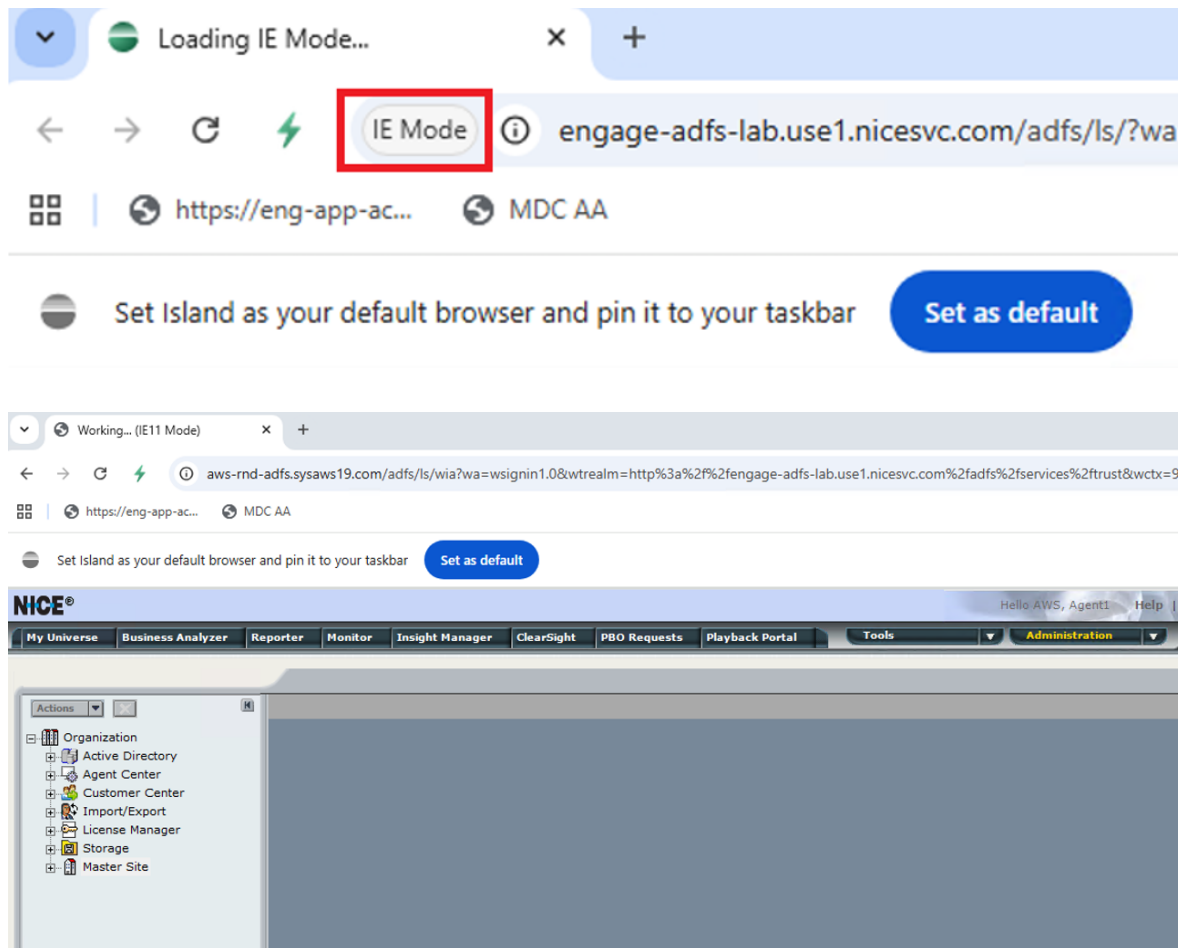 Loading IE Mode...
IE Mode engage-adfs-lab.use1.nicesvc.com/adfs/ls/?wa
https://eng-app-ac... MDC AA
Set Island as your default browser and pin it to your taskbar Set as default
Working... (IE11 Mode)
aws-rnd-adfs.sysaws19.com/adfs/ls/wia?wa=wsignin1.0&wtrealm=http%3a%2f%2fengage-adfs-lab.use1.nicesvc.com%2fadfs%2fservices%2ftrust&wctx=9
https://eng-app-ac... MDC AA
Set Island as your default browser and pin it to your taskbar Set as default
NICE® Hello AWS, Agent1 Help |
My Universe Business Analyzer Reporter Monitor Insight Manager ClearSight PBO Requests Playback Portal Tools Administration
Actions
Organization
Active Directory
Agent Center
Customer Center
Import/Export
License Manager
Storage
Master Site